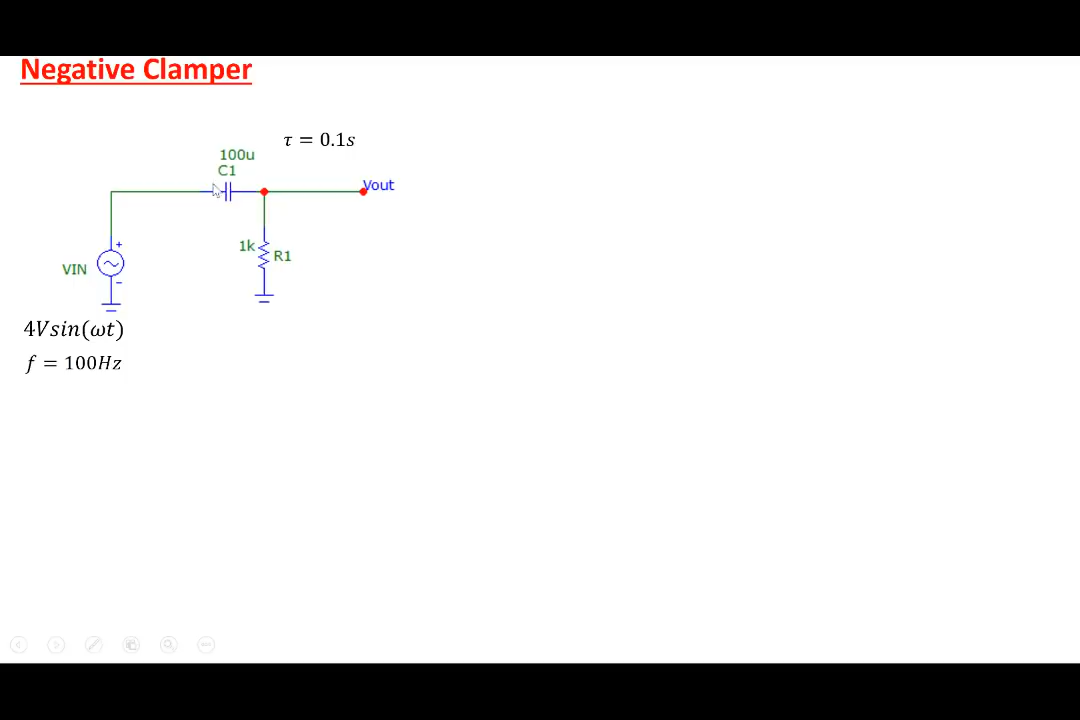 Negative Clamper
τ = 0.1s
100u
C1
Vout
1k
R1
+
VIN
−
4Vsin(ωt)
f = 100Hz